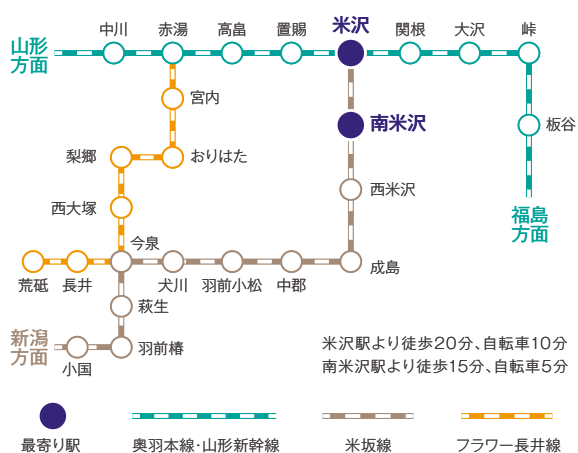 山形
方面
中川
赤湯
高畠
置賜
米沢
関根
大沢
峠
宮内
南米沢
板谷
梨郷
おりはた
西大塚
西米沢
福島
方面
今泉
荒砥
長井
犬川
羽前小松
中郡
成島
萩生
新潟
方面
羽前椿
小国
米沢駅より徒歩20分、自転車10分
南米沢駅より徒歩15分、自転車5分
最寄り駅
奥羽本線・山形新幹線
米坂線
フラワー長井線